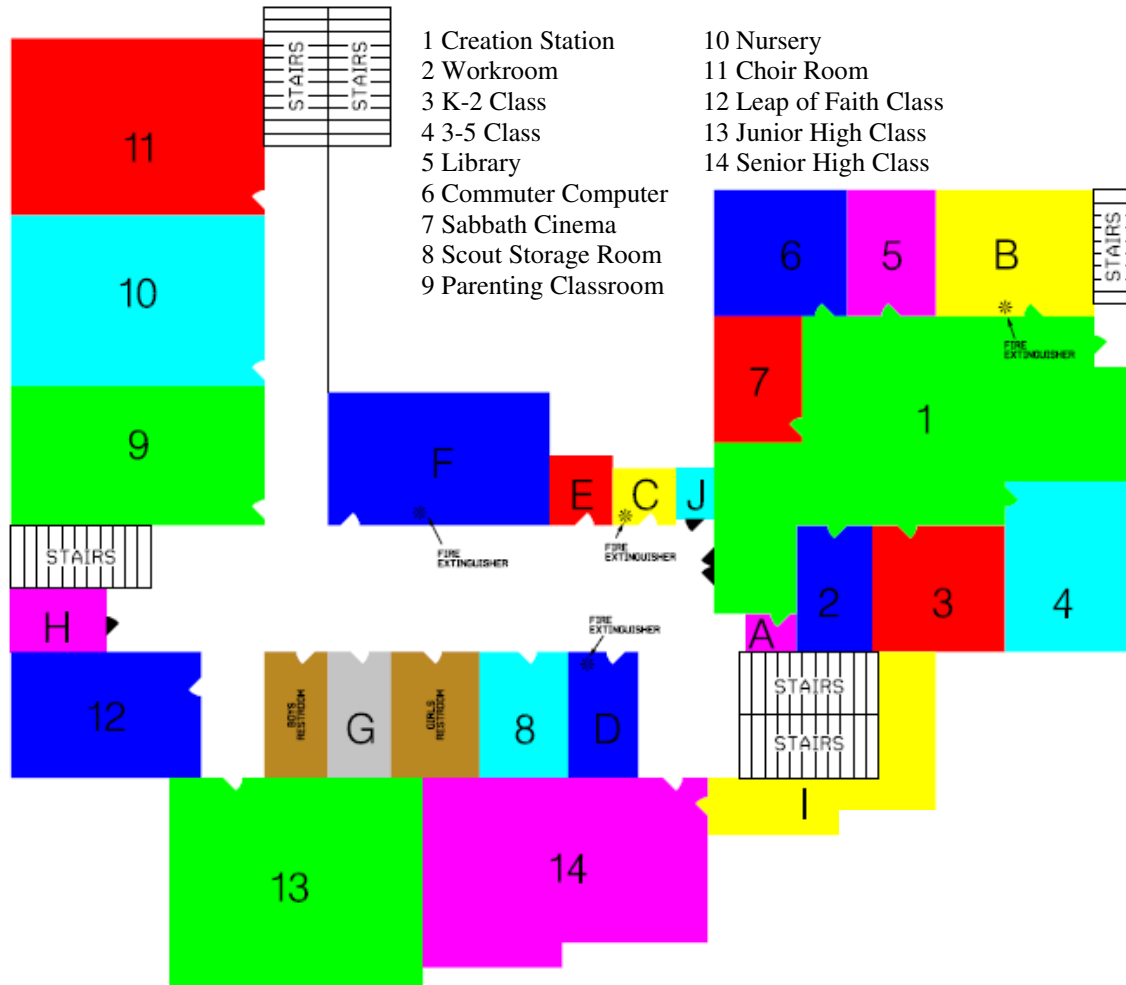 STAIRS
STAIRS
1 Creation Station
2 Workroom
3 K-2 Class
4 3-5 Class
5 Library
6 Commuter Computer
7 Sabbath Cinema
8 Scout Storage Room
9 Parenting Classroom
10 Nursery
11 Choir Room
12 Leap of Faith Class
13 Junior High Class
14 Senior High Class
11
10
9
6
5
B
STAIRS
FIRE
EXTINGUISHER
7
1
F
E
C
J
FIRE
EXTINGUISHER
FIRE
EXTINGUISHER
STAIRS
H
2
3
4
A
FIRE
EXTINGUISHER
12
BOYS
RESTROOM
G
GIRLS
RESTROOM
8
D
STAIRS
STAIRS
I
13
14